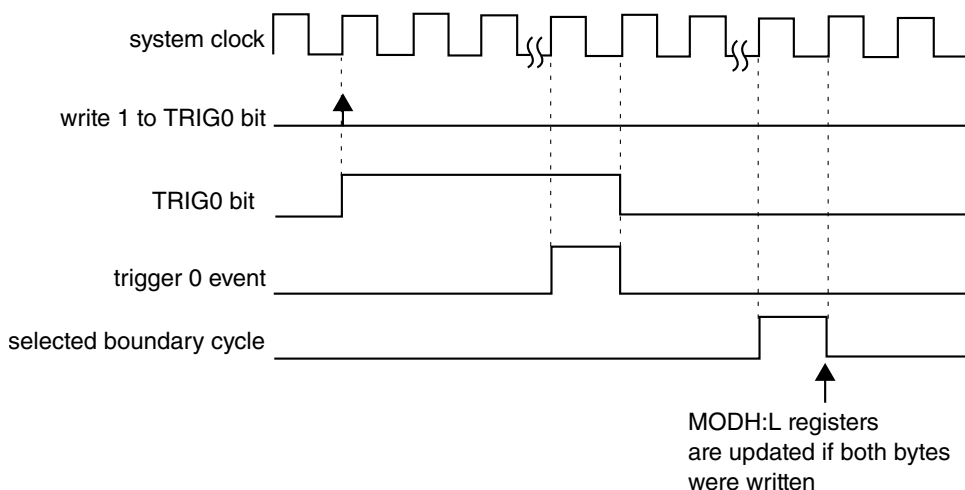 system clock
write 1 to TRIG0 bit
TRIG0 bit
trigger 0 event
selected boundary cycle
MODH:L registers
are updated if both bytes
were written